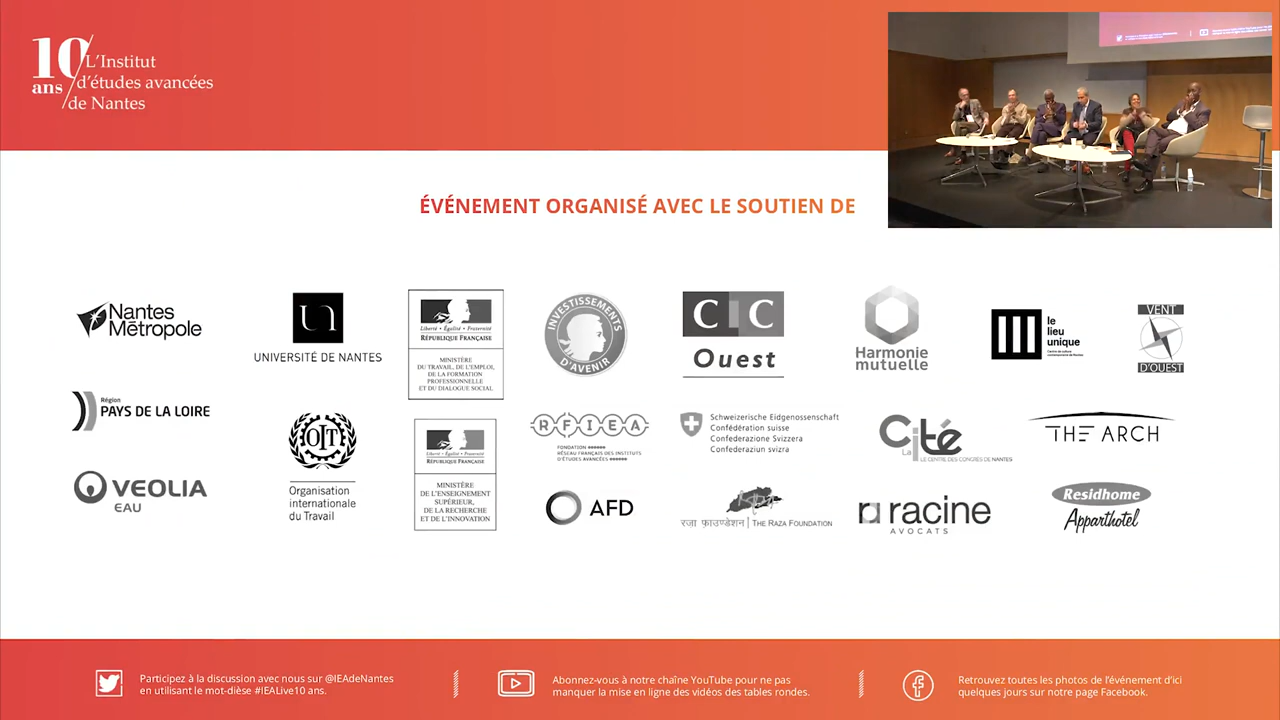 10
ans
L'Institut
d'études avancées
de Nantes
ÉVÉNEMENT ORGANISÉ AVEC LE SOUTIEN DE
Nantes
Métropole
UNIVERSITÉ DE NANTES
Liberté • Égalité • Fraternité
RÉPUBLIQUE FRANÇAISE
MINISTÈRE
DU TRAVAIL, DE L'EMPLOI,
DE LA FORMATION
PROFESSIONNELLE
ET DU DIALOGUE SOCIAL
INVESTISSEMENTS
D'AVENIR
CIC
Ouest
Harmonie
mutuelle
le
lieu
unique
VENT
D'OUEST
Région
PAYS DE LA LOIRE
OIT
Organisation
internationale
du Travail
Liberté • Égalité • Fraternité
RÉPUBLIQUE FRANÇAISE
MINISTÈRE
DE L'ENSEIGNEMENT
SUPÉRIEUR,
DE LA RECHERCHE
ET DE L'INNOVATION
RFIEA
FONDATION
RÉSEAU FRANÇAIS DES INSTITUTS
D'ÉTUDES AVANCÉES
Schweizerische Eidgenossenschaft
Confédération suisse
Confederazione Svizzera
Confederaziun svizra
La Cité
LE CENTRE DES CONGRÈS DE NANTES
THE ARCH
VEOLIA
EAU
AFD
रजा फ़ाउण्डेशन | THE RAZA FOUNDATION
racine
AVOCATS
Residhome
Apparthotel
Participez à la discussion avec nous sur @IEAdeNantes
en utilisant le mot-dièse #IEALive10 ans.
Abonnez-vous à notre chaîne YouTube pour ne pas
manquer la mise en ligne des vidéos des tables rondes.
Retrouvez toutes les photos de l'événement d'ici
quelques jours sur notre page Facebook.